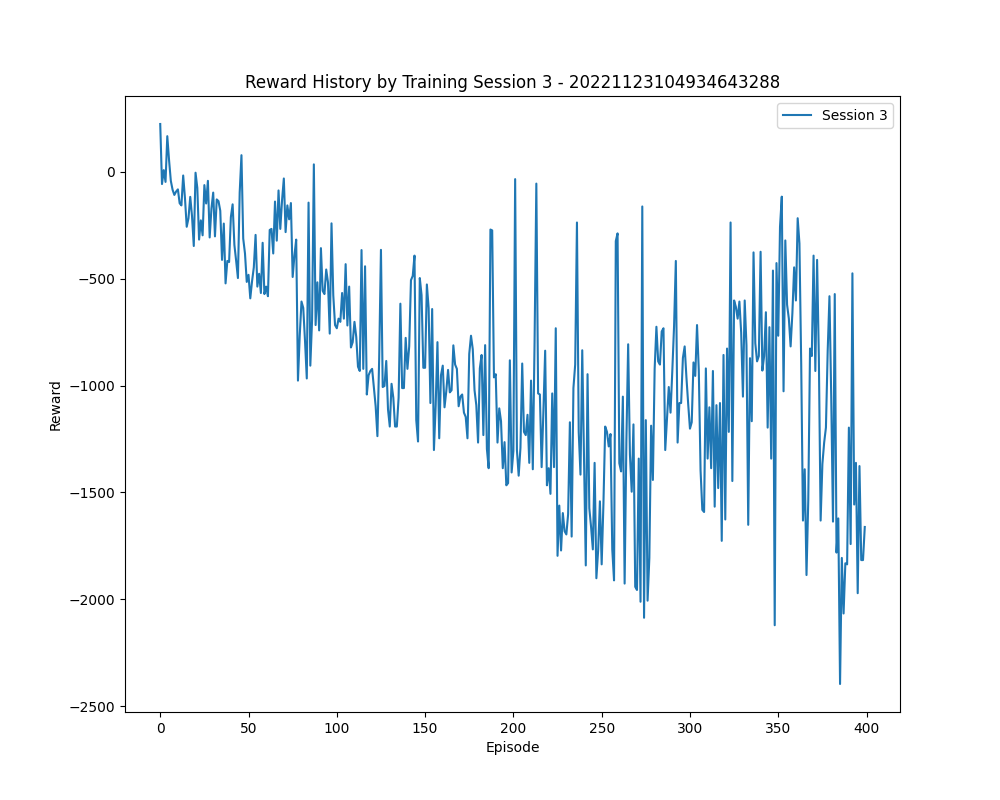 Reward History by Training Session 3 - 20221123104934643288
Session 3
Reward
0
−500
−1000
−1500
−2000
−2500
0 50 100 150 200 250 300 350 400
Episode